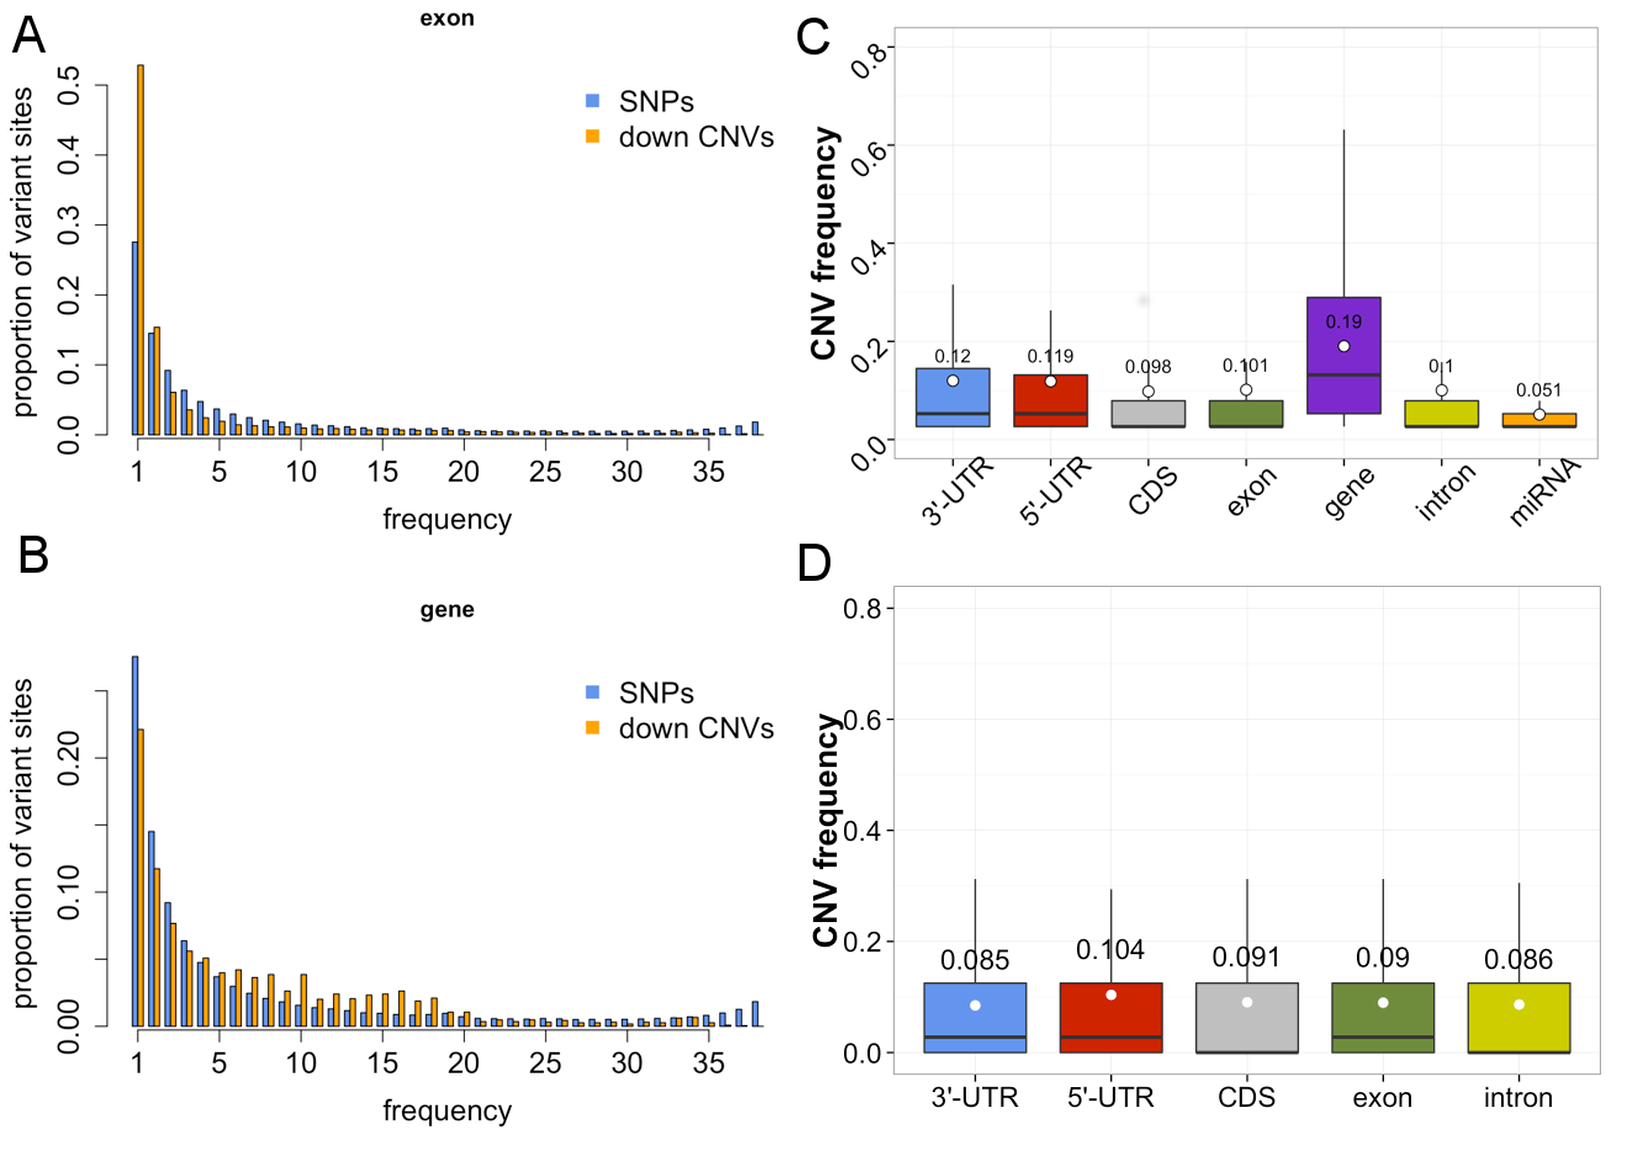 A
exon
0.5
0.4
0.3
0.2
0.1
0.0
proportion of variant sites
SNPs
down CNVs
1 5 10 15 20 25 30 35
frequency
B
gene
0.20
0.10
0.00
proportion of variant sites
SNPs
down CNVs
1 5 10 15 20 25 30 35
frequency
C
0.8
0.6
0.4
0.2
0.0
CNV frequency
0.12 0.119 0.098 0.101 0.19 0.1 0.051
3'-UTR 5'-UTR CDS exon gene intron miRNA
D
0.8
0.6
0.4
0.2
0.0
CNV frequency
0.085 0.104 0.091 0.09 0.086
3'-UTR 5'-UTR CDS exon intron